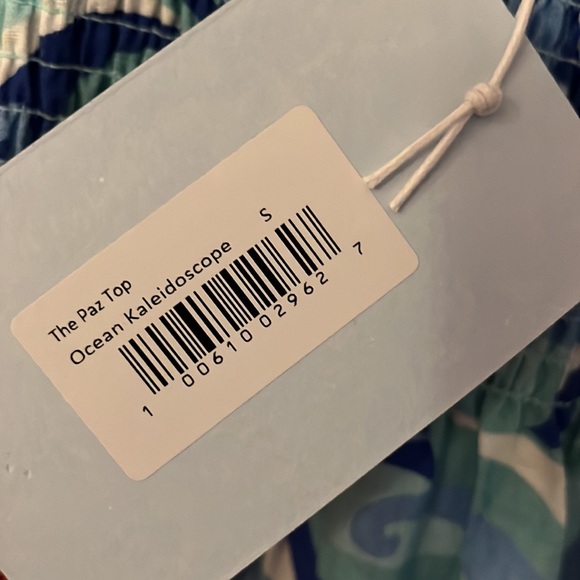 The Paz Top
Ocean Kaleidoscope S
1 00610 02962 7